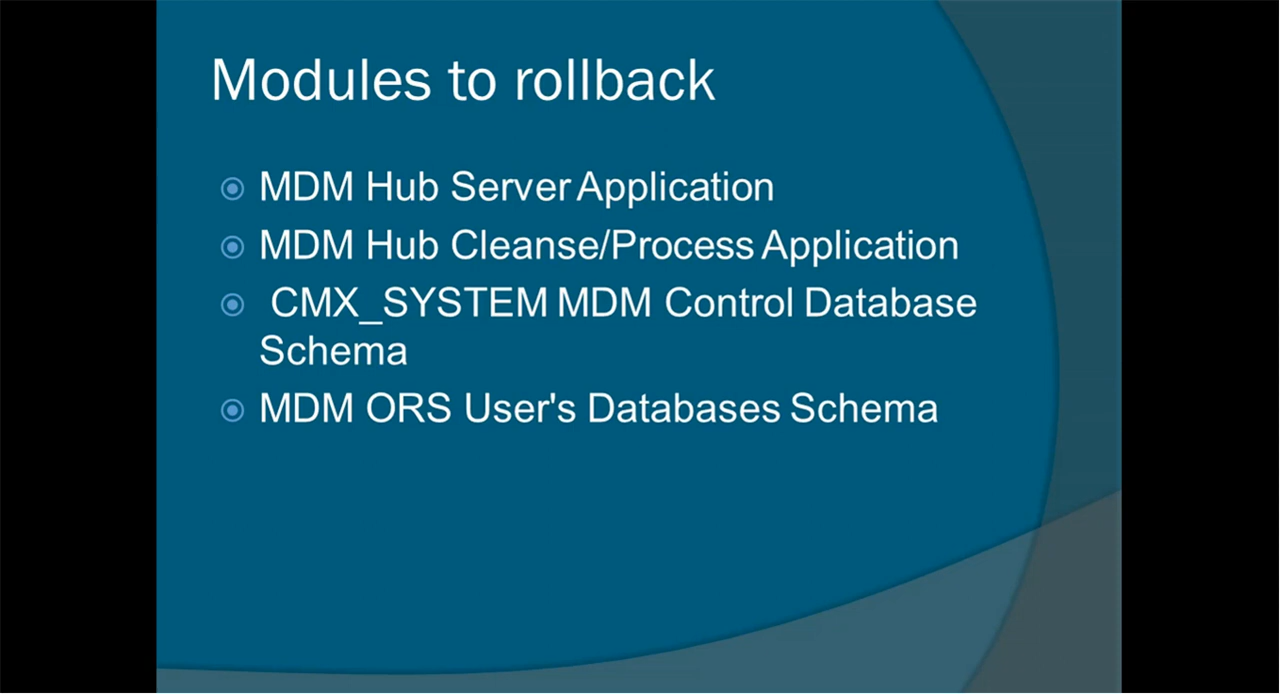 Modules to rollback
MDM Hub Server Application
MDM Hub Cleanse/Process Application
CMX_SYSTEM MDM Control Database
Schema
MDM ORS User's Databases Schema